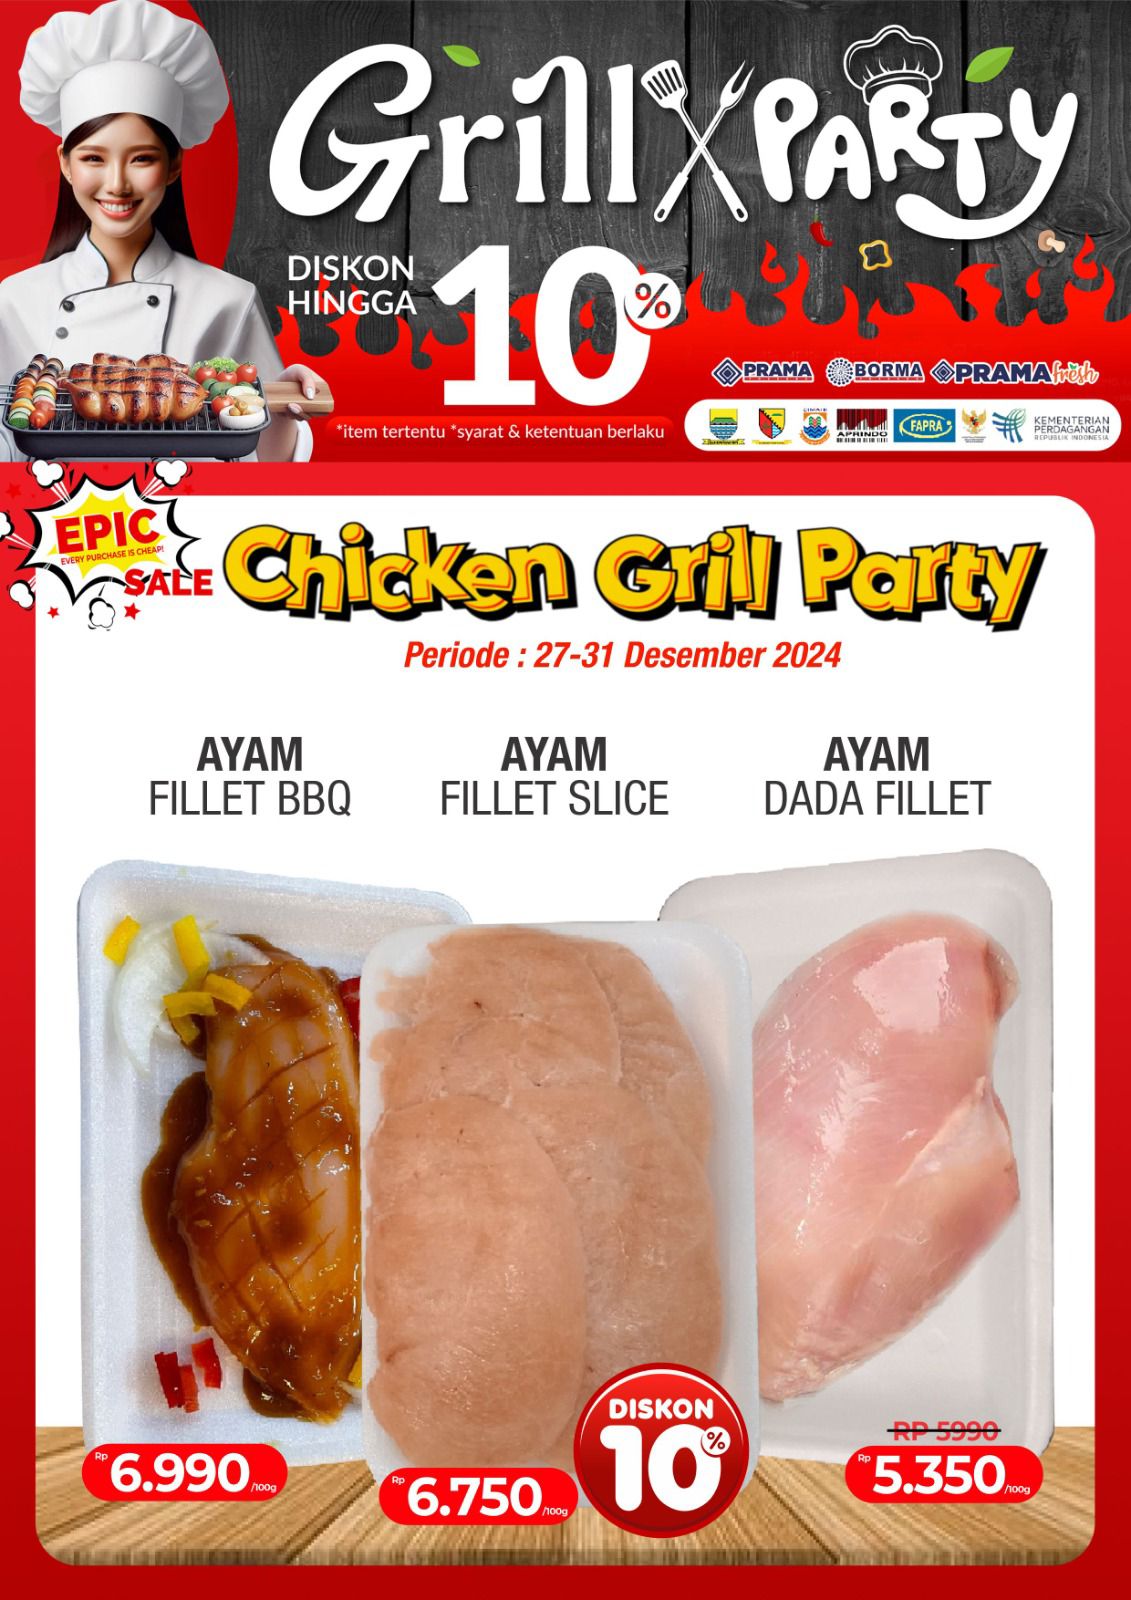 Grill PARTY
DISKON
HINGGA
10%
*item tertentu *syarat & ketentuan berlaku
PRAMA
BORMA
PRAMA fresh
CIMAHI
APRINDO
FAPRA
KEMENTERIAN
PERDAGANGAN
REPUBLIK INDONESIA
EPIC
EVERY PURCHASE IS CHEAP!
SALE
Chicken Grill Party
Periode : 27-31 Desember 2024
AYAM
FILLET BBQ
AYAM
FILLET SLICE
AYAM
DADA FILLET
Rp 6.990 /100g
Rp 6.750 /100g
DISKON
10%
RP 5990
Rp 5.350 /100g